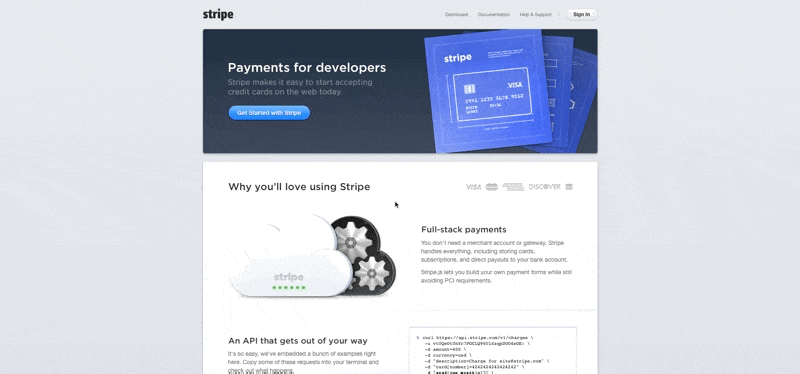 stripe
Dashboard Documentation Help & Support Sign In
Payments for developers
Stripe makes it easy to start accepting
credit cards on the web today.
Get Started with Stripe
stripe
VISA
Why you'll love using Stripe
VISA
DISCOVER
Full-stack payments
You don't need a merchant account or gateway. Stripe
handles everything, including storing cards,
subscriptions, and direct payouts to your bank account.
Stripe.js lets you build your own payment forms while still
avoiding PCI requirements.
stripe
An API that gets out of your way
It's so easy, we've embedded a bunch of examples right
here. Copy some of these requests into your terminal and
check out what happens.
$ curl https://api.stripe.com/v1/charges \
-d amount=400 \
-d currency=usd \
-d "description=Charge for site@stripe.com" \
-d "card[number]=4242424242424242" \